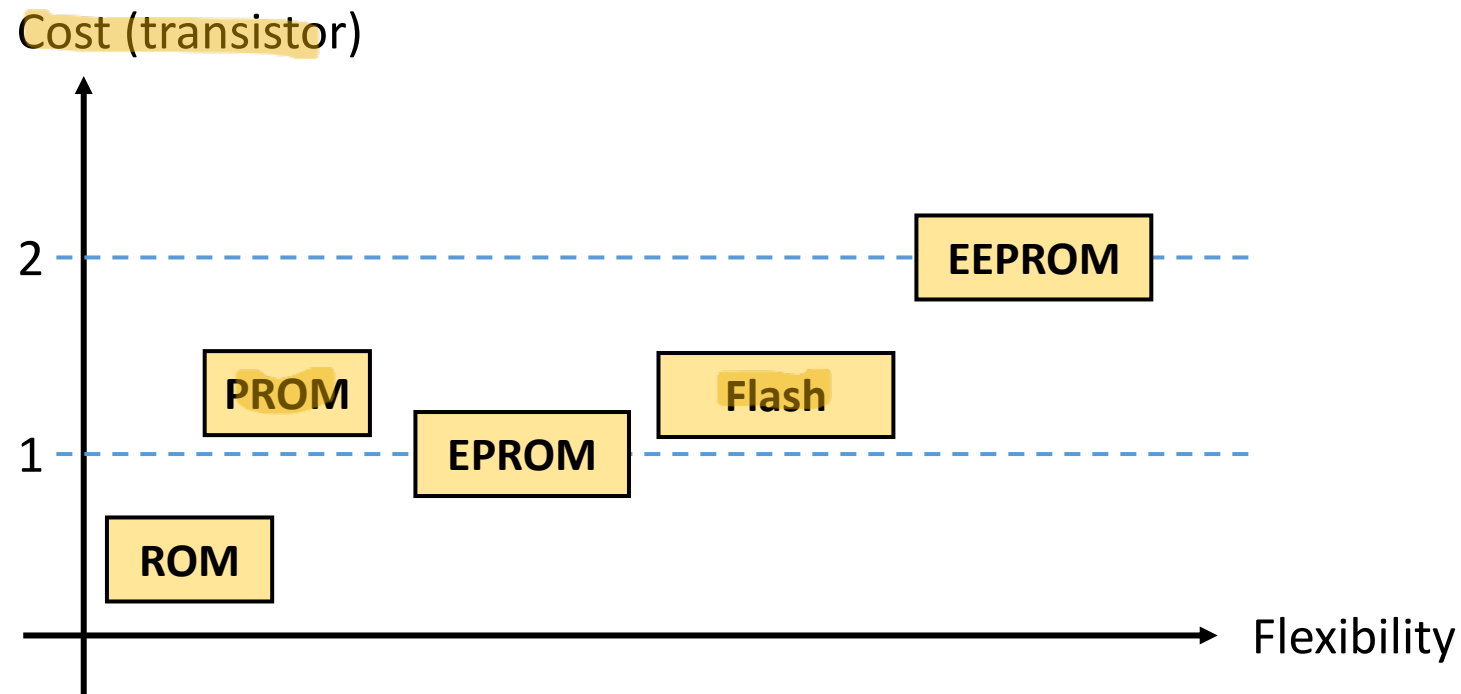 Cost (transistor)
2
EEPROM
PROM
Flash
1
EPROM
ROM
Flexibility